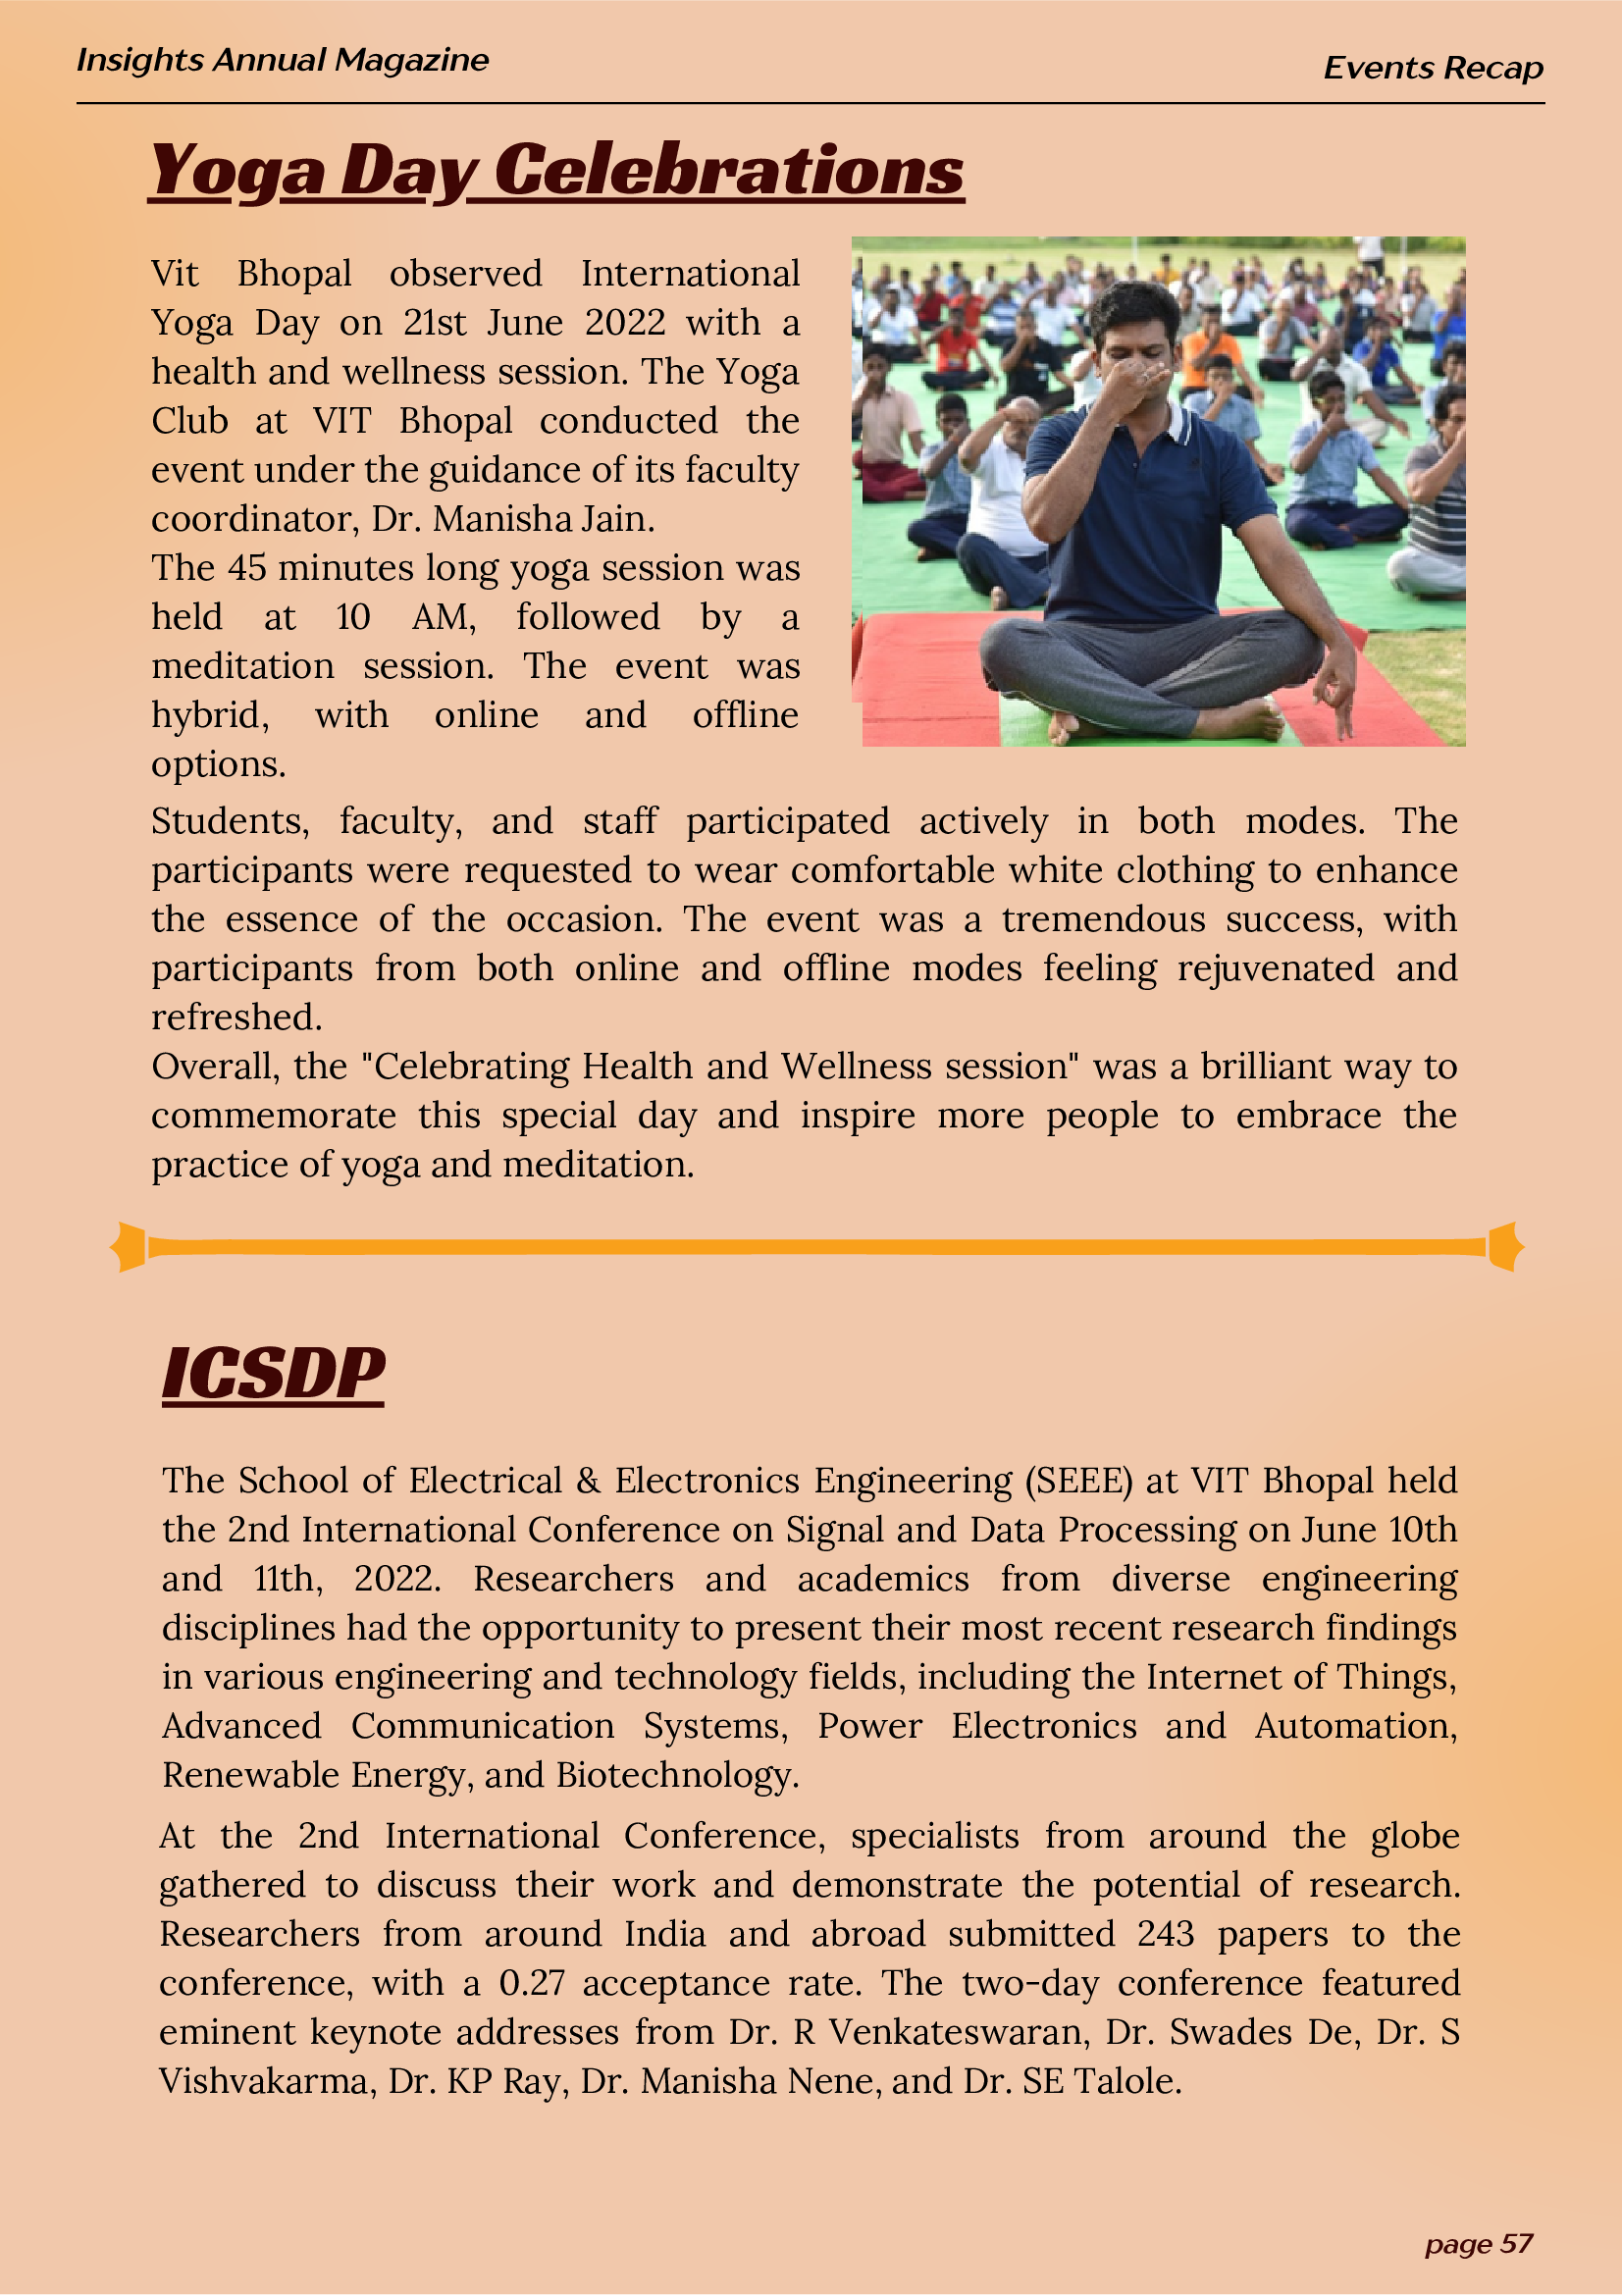 Insights Annual Magazine
Events Recap
Yoga Day Celebrations
Vit Bhopal observed International
Yoga Day on 21st June 2022 with a
health and wellness session. The Yoga
Club at VIT Bhopal conducted the
event under the guidance of its faculty
coordinator, Dr. Manisha Jain.
The 45 minutes long yoga session was
held at 10 AM, followed by a
meditation session. The event was
hybrid, with online and offline
options.
Students, faculty, and staff participated actively in both modes. The
participants were requested to wear comfortable white clothing to enhance
the essence of the occasion. The event was a tremendous success, with
participants from both online and offline modes feeling rejuvenated and
refreshed.
Overall, the "Celebrating Health and Wellness session" was a brilliant way to
commemorate this special day and inspire more people to embrace the
practice of yoga and meditation.
ICSDP
The School of Electrical & Electronics Engineering (SEEE) at VIT Bhopal held
the 2nd International Conference on Signal and Data Processing on June 10th
and 11th, 2022. Researchers and academics from diverse engineering
disciplines had the opportunity to present their most recent research findings
in various engineering and technology fields, including the Internet of Things,
Advanced Communication Systems, Power Electronics and Automation,
Renewable Energy, and Biotechnology.
At the 2nd International Conference, specialists from around the globe
gathered to discuss their work and demonstrate the potential of research.
Researchers from around India and abroad submitted 243 papers to the
conference, with a 0.27 acceptance rate. The two-day conference featured
eminent keynote addresses from Dr. R Venkateswaran, Dr. Swades De, Dr. S
Vishvakarma, Dr. KP Ray, Dr. Manisha Nene, and Dr. SE Talole.
page 57